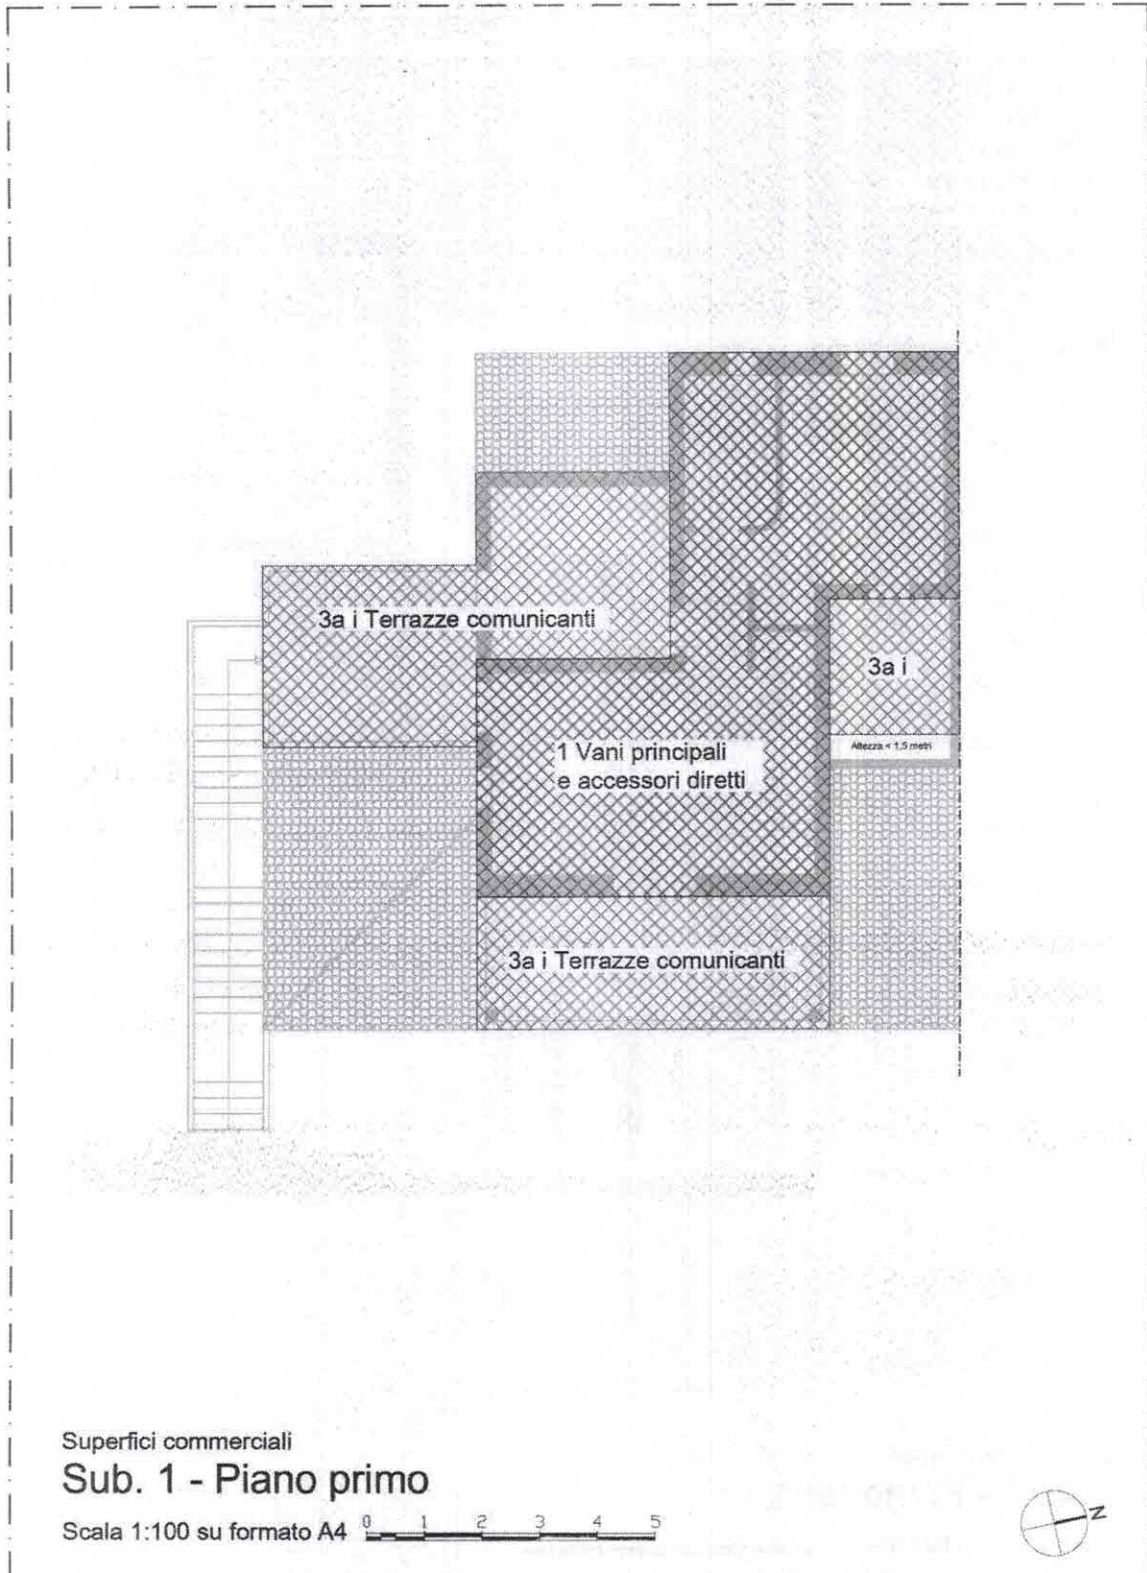 3a i Terrazze comunicanti
3a i
Altezza < 1,5 metri
1 Vani principali
e accessori diretti
3a i Terrazze comunicanti
Superfici commerciali
Sub. 1 - Piano primo
Scala 1:100 su formato A4
0 1 2 3 4 5
N